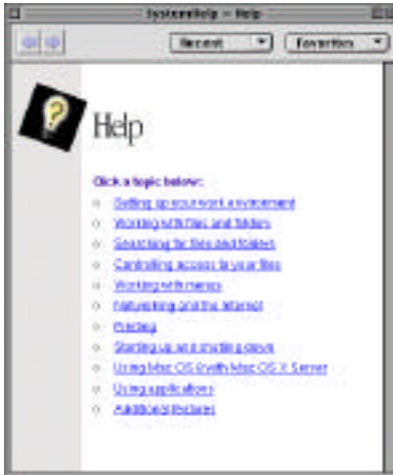 SystemHelp – Help
Recent
Favorites
Help
Click a topic below:
Setting up your work environment
Working with files and folders
Searching for files and folders
Controlling access to your files
Working with menus
Networking and the Internet
Printing
Starting up and shutting down
Using Mac OS 9 with Mac OS X Server
Using applications
Additional features